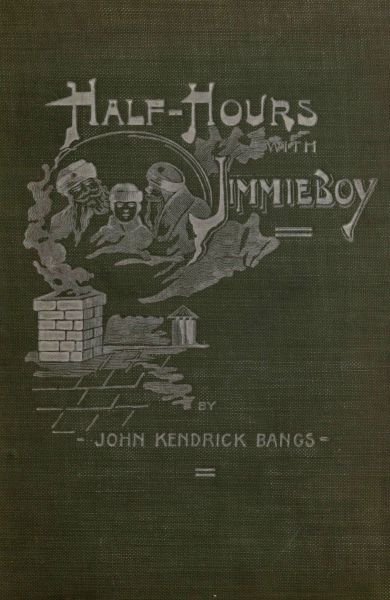 HALF-HOURS
WITH
JIMMIEBOY
BY
- JOHN KENDRICK BANGS -